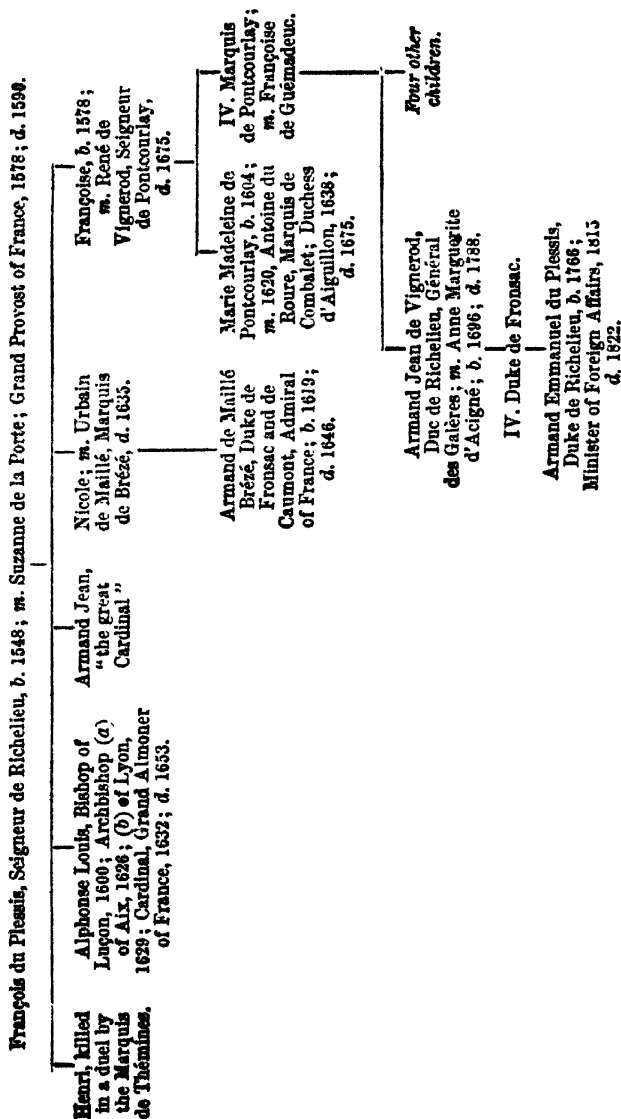 François du Plessis, Seigneur de Richelieu, b. 1548; m. Suzanne de la Porte; Grand Provost of France, 1578; d. 1590.
Henri, killed
in a duel by
the Marquis
de Thémines.
Alphonse Louis, Bishop of
Luçon, 1600; Archbishop (a)
of Aix, 1626; (b) of Lyon,
1629; Cardinal, Grand Almoner
of France, 1632; d. 1653.
Armand Jean,
"the great
Cardinal"
Nicole; m. Urbain
de Maillé, Marquis
de Brézé, d. 1635.
Françoise, b. 1578;
m. René de
Vignerod, Seigneur
de Pontcourlay,
d. 1675.
Armand de Maillé
Brézé, Duke de
Fronsac and de
Caumont, Admiral
of France; b. 1619;
d. 1646.
Marie Madeleine de
Pontcourlay, b. 1604;
m. 1620, Antoine du
Roure, Marquis de
Combalet; Duchess
d'Aiguillon, 1638;
d. 1675.
IV. Marquis
de Pontcourlay;
m. Françoise
de Guémadeuc.
Armand Jean de Vignerod,
Duc de Richelieu, Général
des Galères; m. Anne Marguerite
d'Acigné; b. 1696; d. 1788.
Four other
children.
IV. Duke de Fronsac.
Armand Emmanuel du Plessis,
Duke de Richelieu, b. 1766;
Minister of Foreign Affairs, 1815
d. 1822.